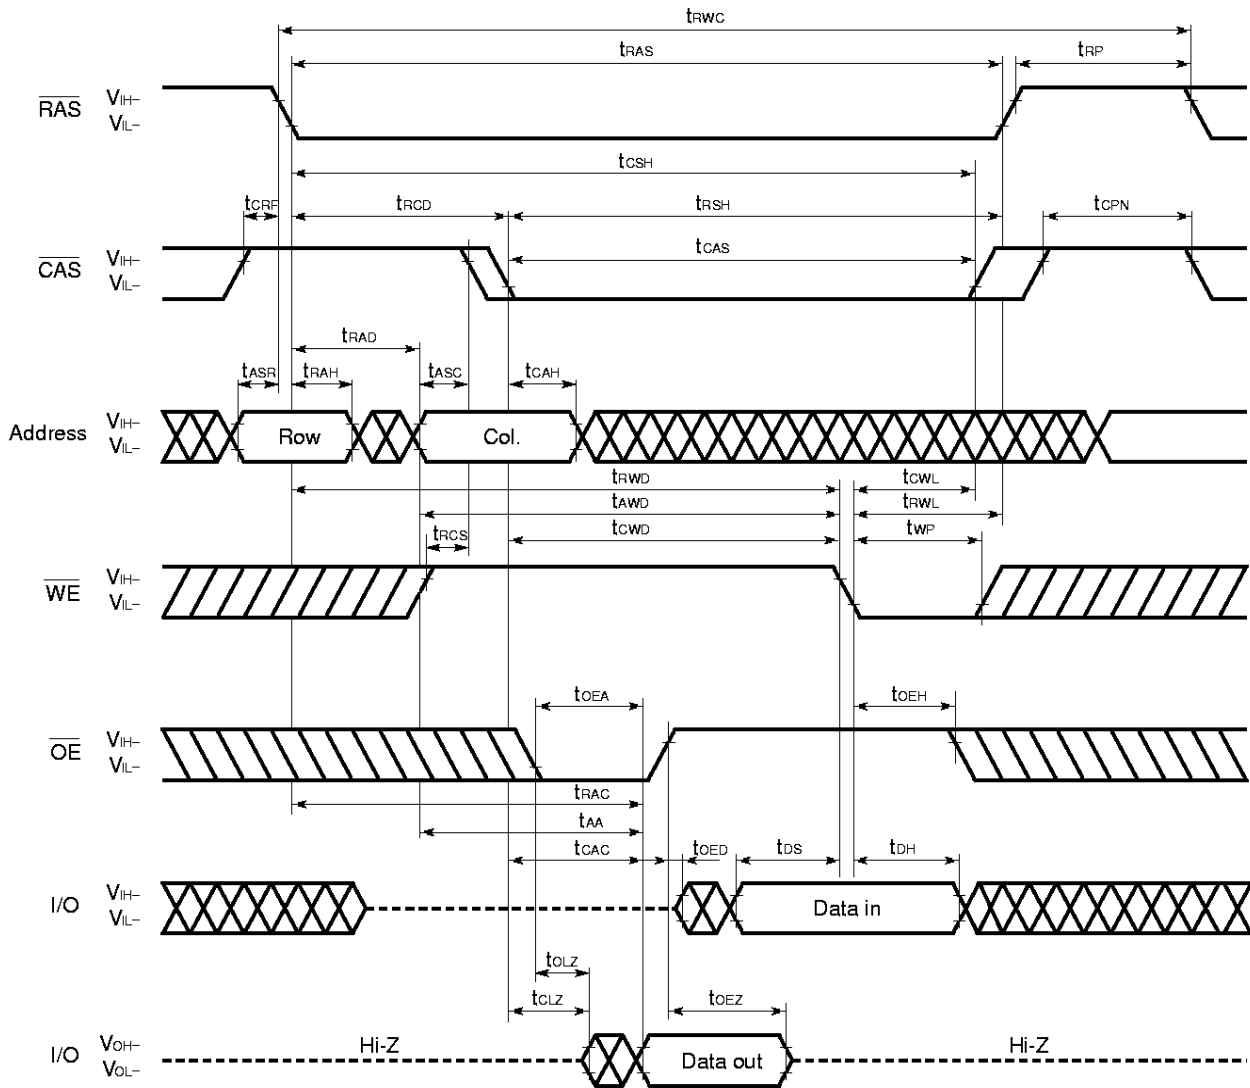 tRWC
tRAS
tRP
RAS
VIH–
VIL–
tCSH
tCRP
tRCD
tRSH
tCPN
CAS
VIH–
VIL–
tCAS
tRAD
tASR
tRAH
tASC
tCAH
Address
VIH–
VIL–
Row
Col.
tRWD
tCWL
tAWD
tRWL
tRCS
tCWD
tWP
WE
VIH–
VIL–
tOEA
tOEH
OE
VIH–
VIL–
tRAC
tAA
tCAC
tOED
tDS
tDH
I/O
VIH–
VIL–
Data in
tOLZ
tCLZ
tOEZ
I/O
VOH–
VOL–
Hi-Z
Data out
Hi-Z